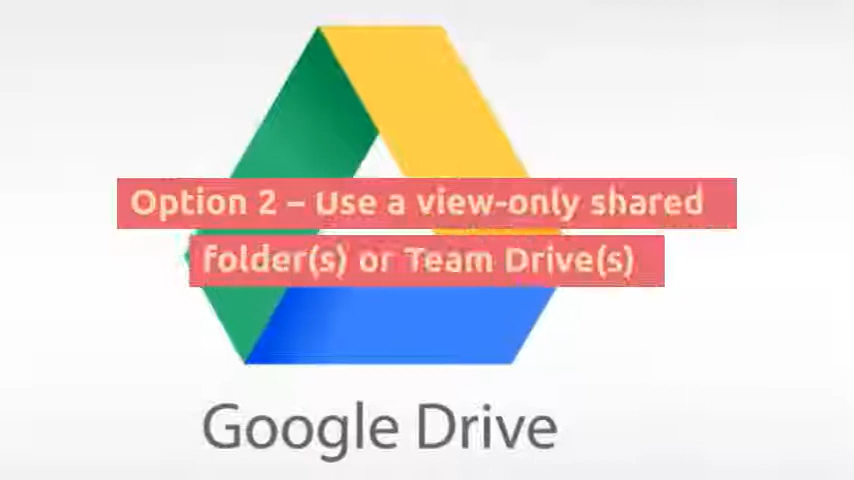 Option 2 – Use a view-only shared
folder(s) or Team Drive(s)
Google Drive